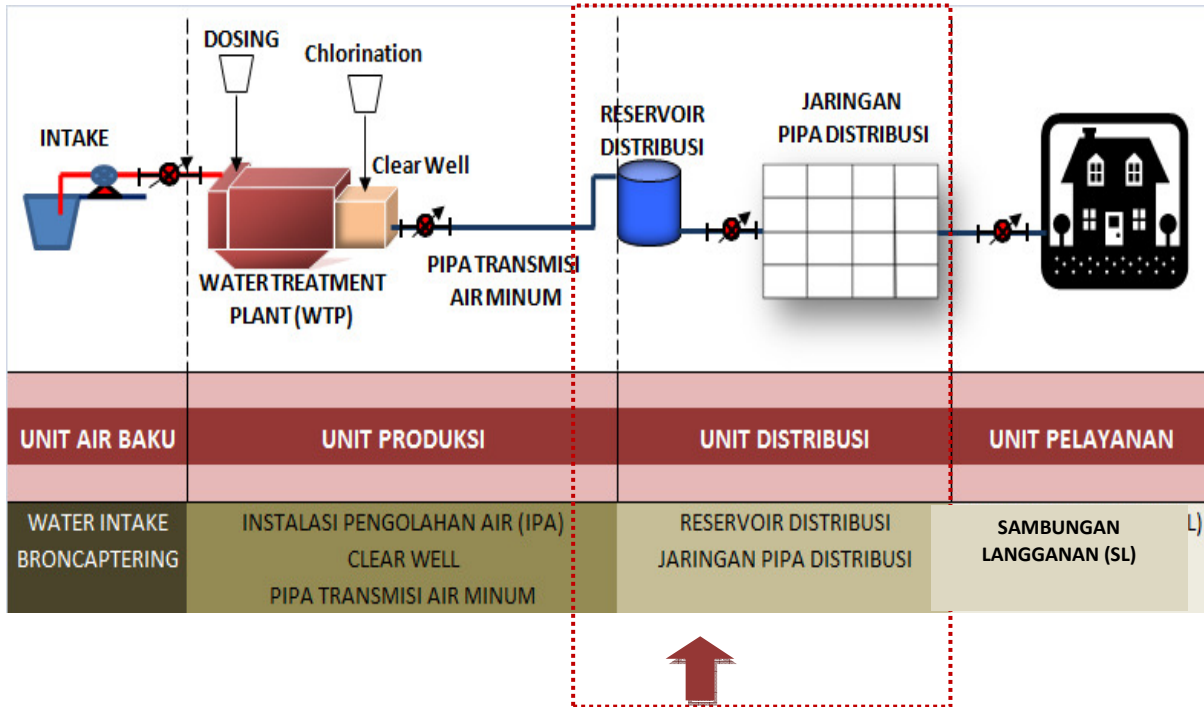 DOSING
Chlorination
INTAKE
Clear Well
WATER TREATMENT
PLANT (WTP)
PIPA TRANSMISI
AIR MINUM
RESERVOIR
DISTRIBUSI
JARINGAN
PIPA DISTRIBUSI
UNIT AIR BAKU
UNIT PRODUKSI
UNIT DISTRIBUSI
UNIT PELAYANAN
WATER INTAKE
BRONCAPTERING
INSTALASI PENGOLAHAN AIR (IPA)
CLEAR WELL
PIPA TRANSMISI AIR MINUM
RESERVOIR DISTRIBUSI
JARINGAN PIPA DISTRIBUSI
SAMBUNGAN
LANGGANAN (SL)
L)